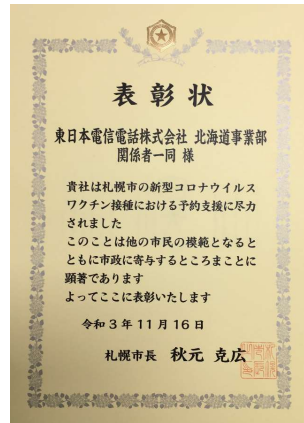 表彰状
東日本電信電話株式会社 北海道事業部
関係者一同 様
貴社は札幌市の新型コロナウイルス
ワクチン接種における予約支援に尽力
されました
このことは他の市民の模範となると
ともに市政に寄与するところまことに
顕著であります
よってここに表彰いたします
令和3年11月16日
札幌市長 秋元 克広